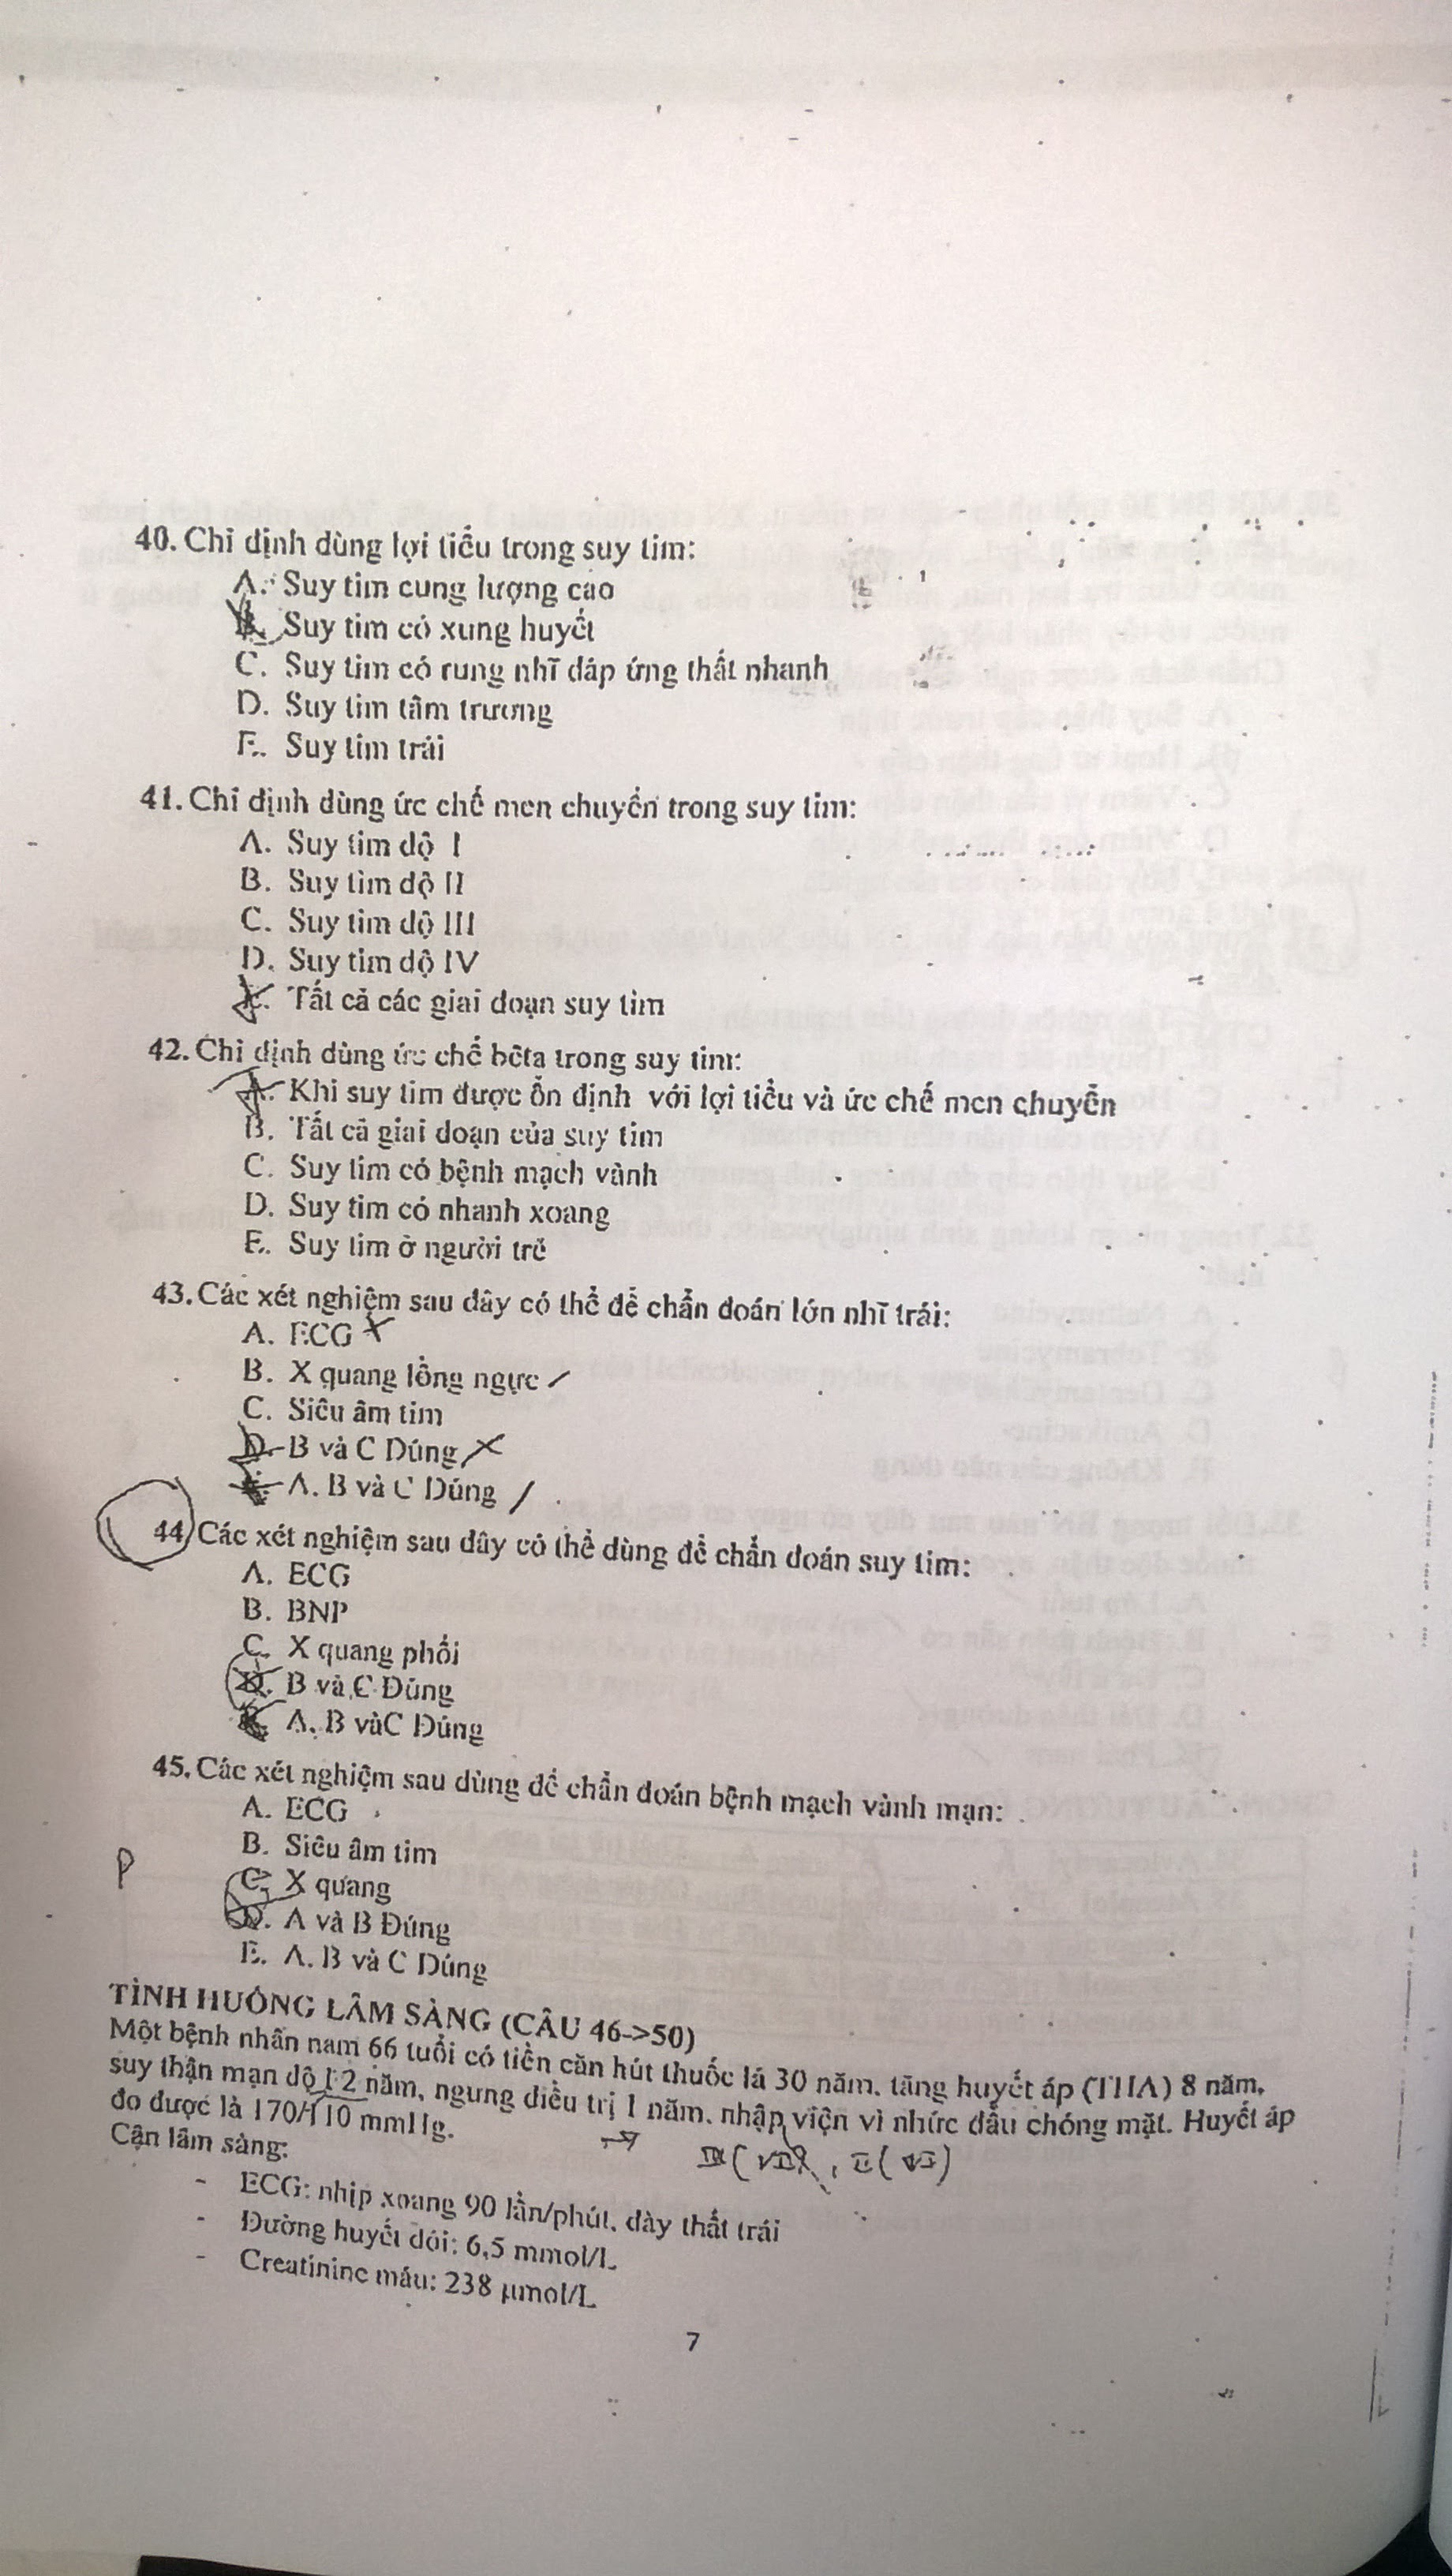 40. Chỉ định dùng lợi tiểu trong suy tim:
A. Suy tim cung lượng cao
B. Suy tim có xung huyết
C. Suy tim có rung nhĩ đáp ứng thất nhanh
D. Suy tim tâm trương
E. Suy tim trái
41. Chỉ định dùng ức chế men chuyển trong suy tim:
A. Suy tim độ I
B. Suy tim độ II
C. Suy tim độ III
D. Suy tim độ IV
E. Tất cả các giai đoạn suy tim
42. Chỉ định dùng ức chế bêta trong suy tim:
A. Khi suy tim được ổn định với lợi tiểu và ức chế men chuyển
B. Tất cả giai đoạn của suy tim
C. Suy tim có bệnh mạch vành
D. Suy tim có nhanh xoang
E. Suy tim ở người trẻ
43. Các xét nghiệm sau đây có thể để chẩn đoán lớn nhĩ trái:
A. ECG
B. X quang lồng ngực
C. Siêu âm tim
D. B và C Đúng
E. A. B và C Đúng
44. Các xét nghiệm sau đây có thể dùng để chẩn đoán suy tim:
A. ECG
B. BNP
C. X quang phổi
D. B và C Đúng
E. A. B và C Đúng
45. Các xét nghiệm sau dùng để chẩn đoán bệnh mạch vành mạn:
A. ECG
B. Siêu âm tim
P
C. X quang
D. A và B Đúng
E. A. B và C Đúng
TÌNH HUỐNG LÂM SÀNG (CÂU 46->50)
Một bệnh nhân nam 66 tuổi có tiền căn hút thuốc lá 30 năm. tăng huyết áp (THA) 8 năm,
suy thận mạn độ I 2 năm, ngưng điều trị 1 năm. nhập viện vì nhức đầu chóng mặt. Huyết áp
đo được là 170/110 mmHg.
Cận lâm sàng:
- ECG: nhịp xoang 90 lần/phút, dày thất trái
- Đường huyết đói: 6,5 mmol/L
- Creatinine máu: 238 µmol/L
7